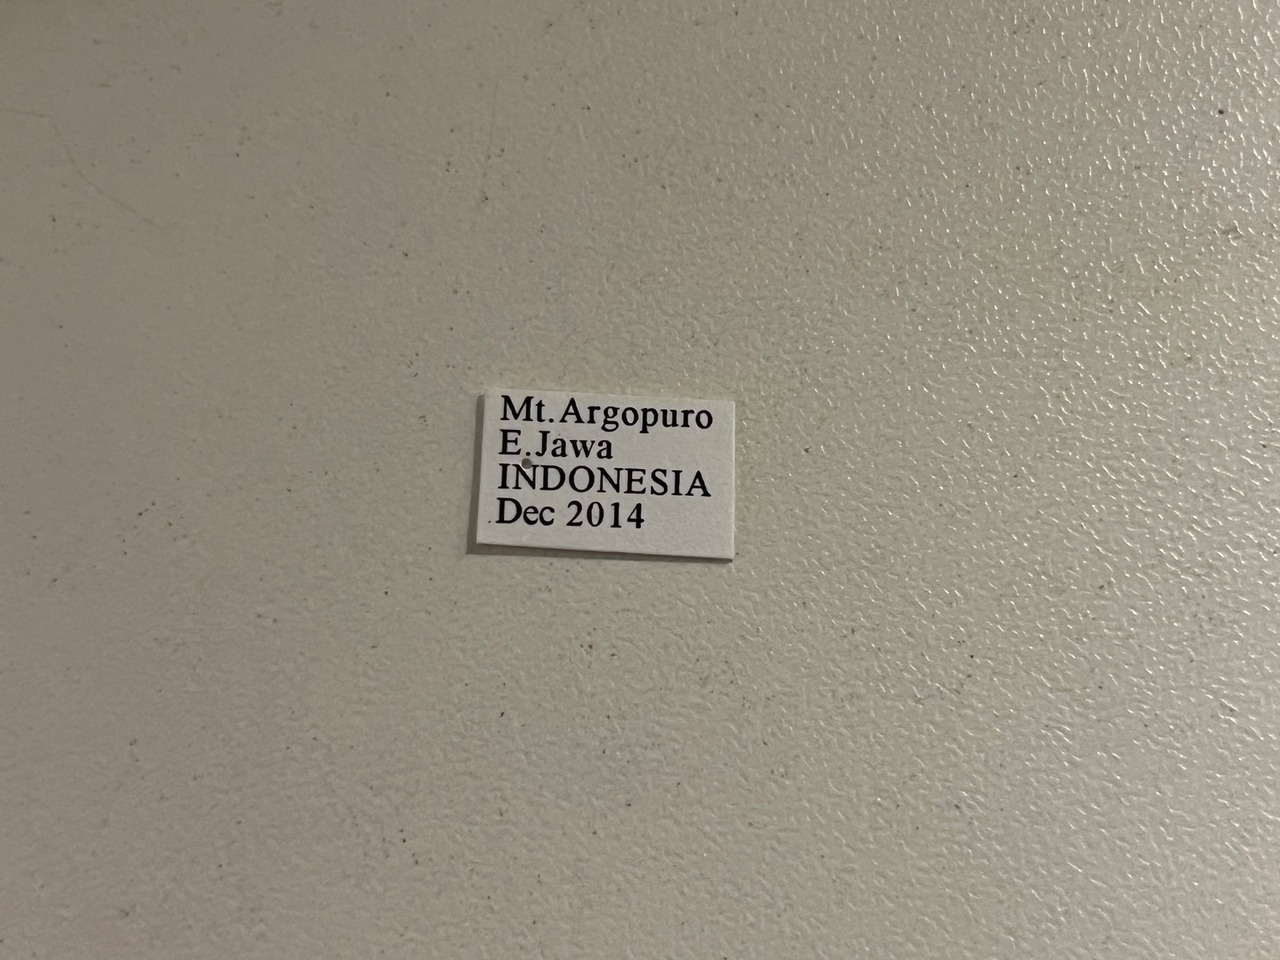 Mt.Argopuro
E.Jawa
INDONESIA
Dec 2014